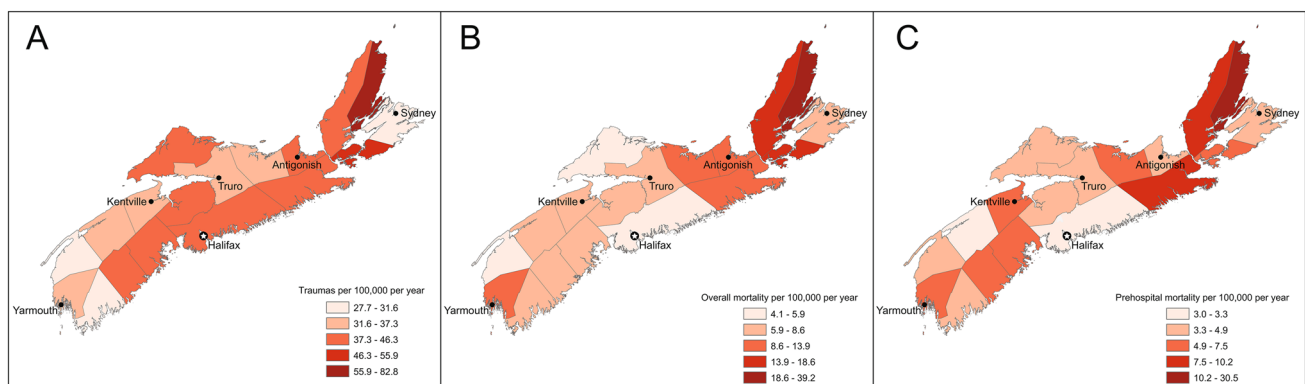 A
Sydney
Antigonish
Truro
Kentville
Halifax
Yarmouth
Traumas per 100,000 per year
27.7 - 31.6
31.6 - 37.3
37.3 - 46.3
46.3 - 55.9
55.9 - 82.8
B
Sydney
Antigonish
Truro
Kentville
Halifax
Yarmouth
Overall mortality per 100,000 per year
4.1 - 5.9
5.9 - 8.6
8.6 - 13.9
13.9 - 18.6
18.6 - 39.2
C
Sydney
Antigonish
Truro
Kentville
Halifax
Yarmouth
Prehospital mortality per 100,000 per year
3.0 - 3.3
3.3 - 4.9
4.9 - 7.5
7.5 - 10.2
10.2 - 30.5